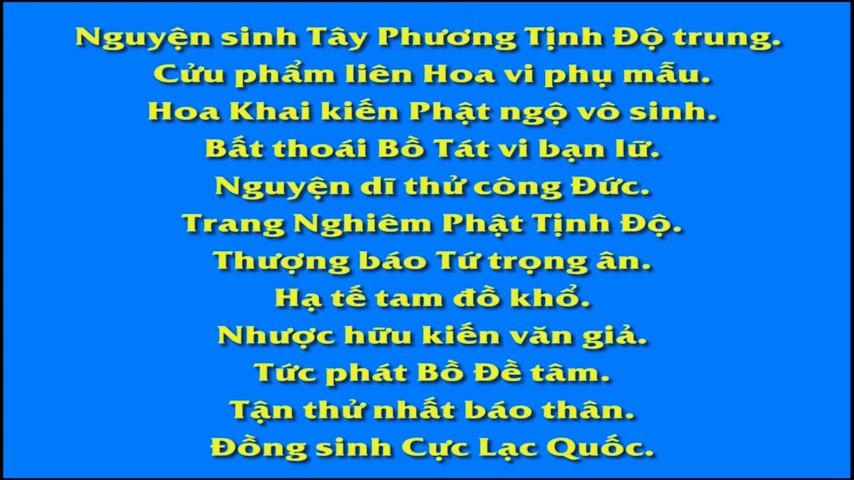 Nguyện sinh Tây Phương Tịnh Độ trung.
Cửu phẩm liên Hoa vi phụ mẫu.
Hoa Khai kiến Phật ngộ vô sinh.
Bất thoái Bồ Tát vi bạn lữ.
Nguyện dĩ thử công Đức.
Trang Nghiêm Phật Tịnh Độ.
Thượng báo Tứ trọng ân.
Hạ tế tam đồ khổ.
Nhược hữu kiến văn giả.
Tức phát Bồ Đề tâm.
Tận thử nhất báo thân.
Đồng sinh Cực Lạc Quốc.